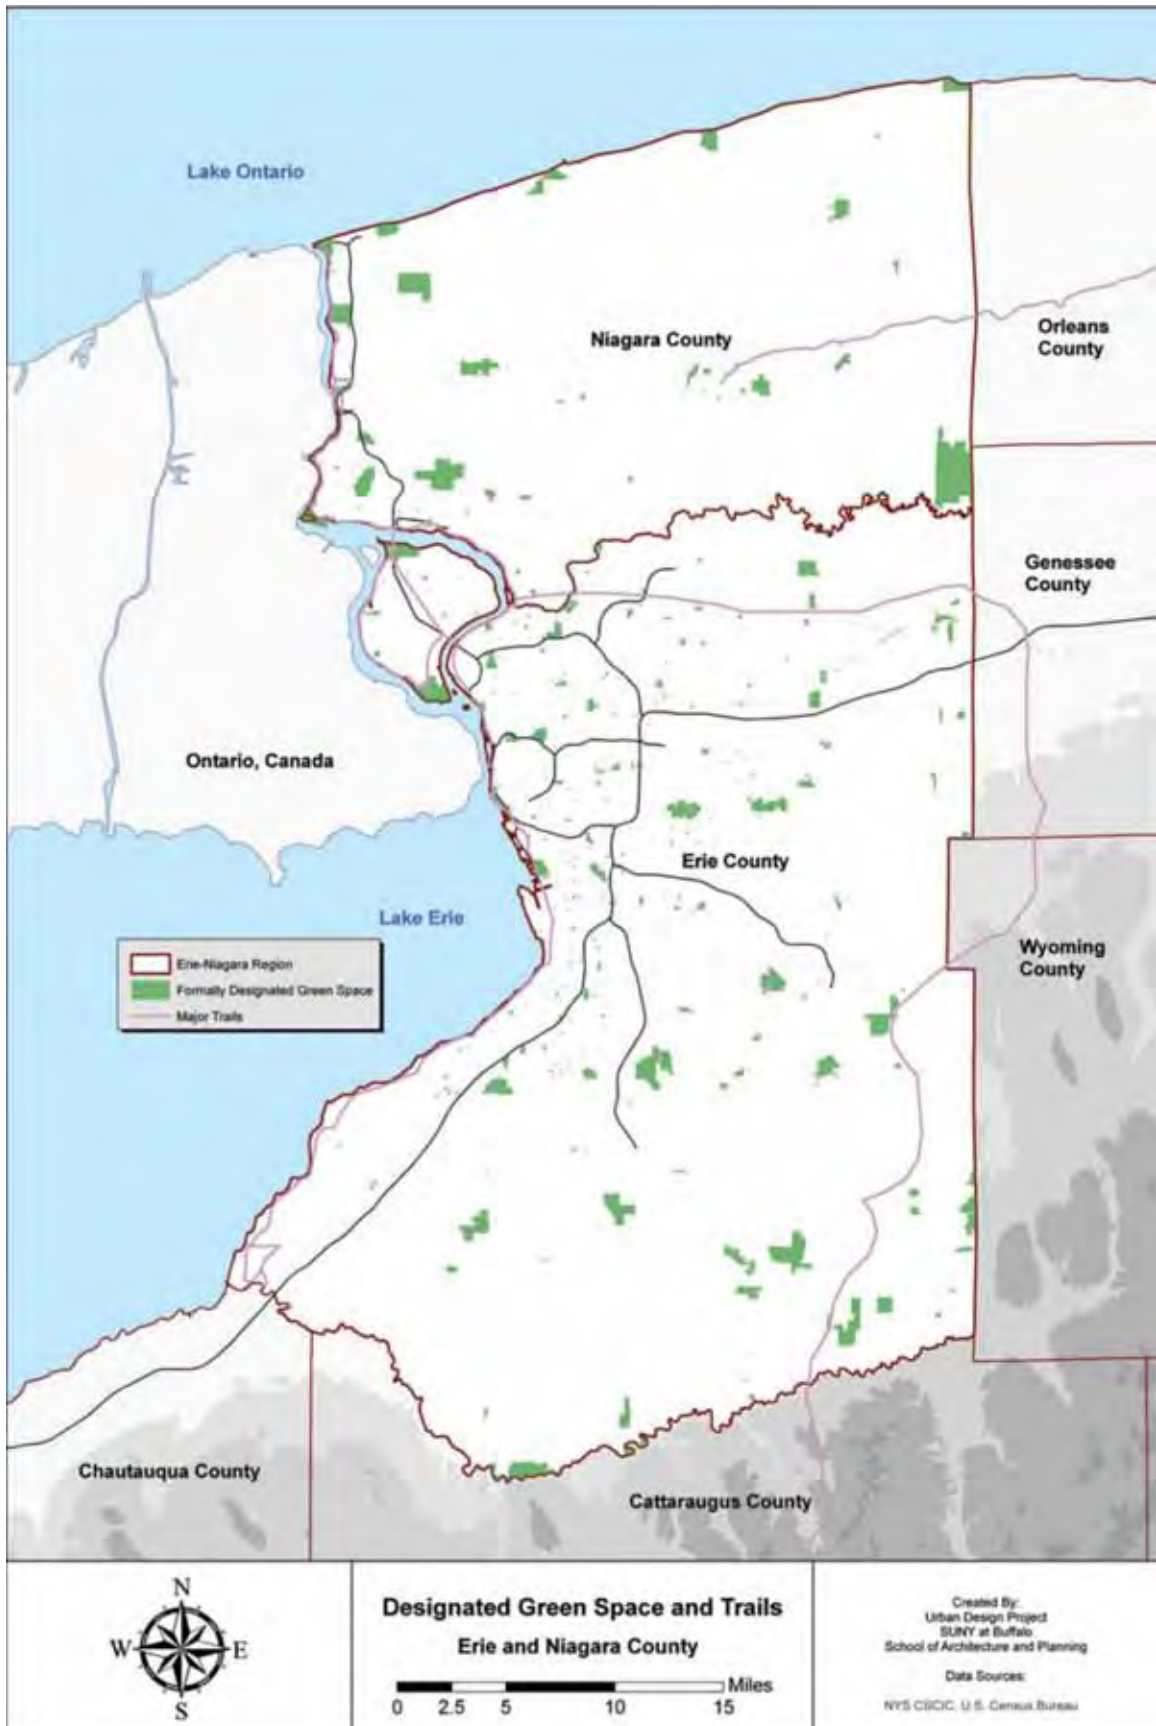 Lake Ontario
Niagara County
Orleans
County
Genessee
County
Ontario, Canada
Erie County
Lake Erie
Wyoming
County
Erie-Niagara Region
Formally Designated Green Space
Major Trails
Chautauqua County
Cattaraugus County
N
W
E
S
Designated Green Space and Trails
Erie and Niagara County
Miles
0 2.5 5 10 15
Created By:
Urban Design Project
SUNY at Buffalo
School of Architecture and Planning
Data Sources:
NYS CSCIC, U.S. Census Bureau